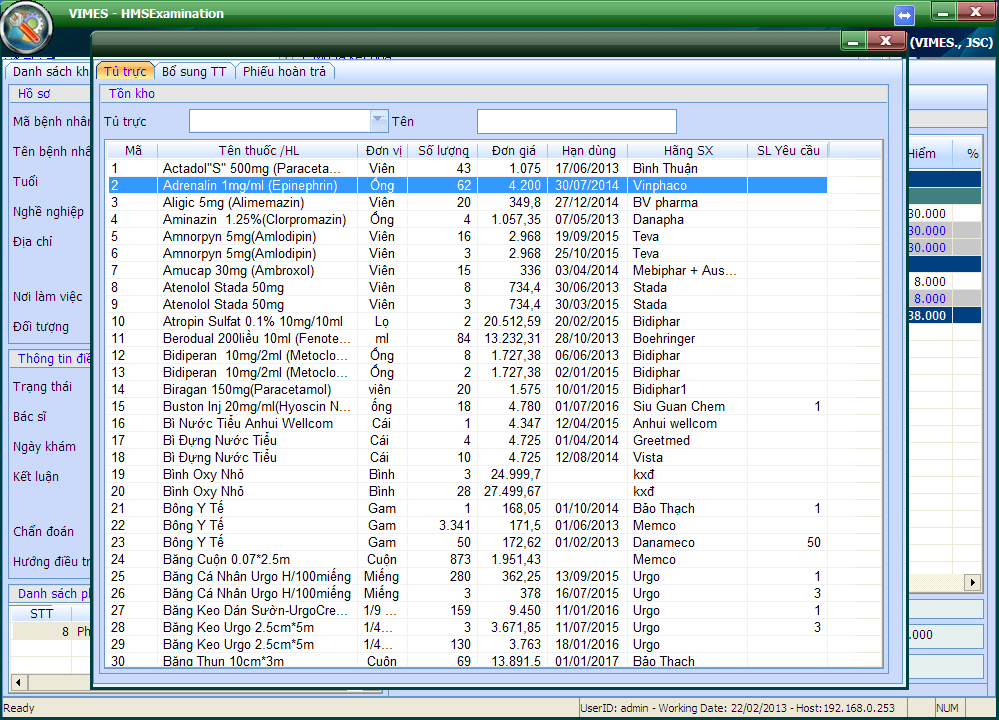 VIMES - HMSExamination
(VIMES., JSC)
Danh sách kh
Tủ trực Bổ sung TT Phiếu hoàn trả
Hồ sơ
Tồn kho
Mã bệnh nhân
Tủ trực Tên
Tên bệnh nhâ
Tuổi
Nghề nghiệp
Địa chỉ
Nơi làm việc
Đối tượng
Thông tin điề
Trạng thái
Bác sĩ
Ngày khám
Kết luận
Chẩn đoán
Hướng điều tr
Danh sách ph
STT
8 Ph
Mã Tên thuốc /HL Đơn vị Số lượng Đơn giá Hạn dùng Hãng SX SL Yêu cầu
1 Actadol"S" 500mg (Paraceta... Viên 43 1.075 17/06/2013 Bình Thuận
2 Adrenalin 1mg/ml (Epinephrin) Ống 62 4.200 30/07/2014 Vinphaco
3 Aligic 5mg (Alimemazin) Viên 20 349,8 27/12/2014 BV pharma
4 Aminazin 1.25%(Clorpromazin) Ống 4 1.057,35 07/05/2013 Danapha
5 Amnorpyn 5mg(Amlodipin) Viên 16 2.968 19/09/2015 Teva
6 Amnorpyn 5mg(Amlodipin) Viên 3 2.968 25/10/2015 Teva
7 Amucap 30mg (Ambroxol) Viên 15 336 03/04/2014 Mebiphar + Aus...
8 Atenolol Stada 50mg Viên 8 734,4 30/06/2013 Stada
9 Atenolol Stada 50mg Viên 3 734,4 30/03/2015 Stada
10 Atropin Sulfat 0.1% 10mg/10ml Lọ 2 20.512,59 20/02/2015 Bidiphar
11 Berodual 200liều 10ml (Fenote... ml 84 13.232,31 28/10/2013 Boehringer
12 Bidiperan 10mg/2ml (Metoclo... Ống 8 1.727,38 06/06/2013 Bidiphar
13 Bidiperan 10mg/2ml (Metoclo... Ống 2 1.727,38 02/01/2015 Bidiphar
14 Biragan 150mg(Paracetamol) viên 20 1.575 10/01/2015 Bidiphar1
15 Buston Inj 20mg/ml(Hyoscin N... ống 18 4.780 01/07/2016 Siu Guan Chem 1
16 Bì Nước Tiểu Anhui Wellcom Cái 1 4.347 12/04/2015 Anhui wellcom
17 Bì Đựng Nước Tiểu Cái 4 4.725 01/04/2014 Greetmed
18 Bì Đựng Nước Tiểu Cái 10 4.725 12/08/2014 Vista
19 Bình Oxy Nhỏ Bình 3 24.999,7 kxđ
20 Bình Oxy Nhỏ Bình 28 27.499,67 kxđ
21 Bông Y Tế Gam 1 168,05 01/10/2014 Bảo Thạch 1
22 Bông Y Tế Gam 3.341 171,5 01/06/2013 Memco
23 Bông Y Tế Gam 50 172,62 01/02/2013 Danameco 50
24 Băng Cuộn 0.07*2.5m Cuộn 873 1.951,43 Memco
25 Băng Cá Nhân Urgo H/100miếng Miếng 280 362,25 13/09/2015 Urgo 1
26 Băng Cá Nhân Urgo H/100miếng Miếng 3 378 16/07/2015 Urgo 3
27 Băng Keo Dán Sườn-UrgoCre... 1/9 ... 159 9.450 11/01/2016 Urgo 1
28 Băng Keo Urgo 2.5cm*5m 1/4... 3 3.671,85 11/07/2015 Urgo 3
29 Băng Keo Urgo 2.5cm*5m 1/4... 130 3.763 18/01/2016 Urgo
30 Băng Thun 10cm*3m Cuôn 69 13.891,5 01/01/2017 Bảo Thạch
Hiểm %
30.000
30.000
30.000
8.000
8.000
38.000
.000
Ready UserID: admin - Working Date: 22/02/2013 - Host:192.168.0.253 NUM